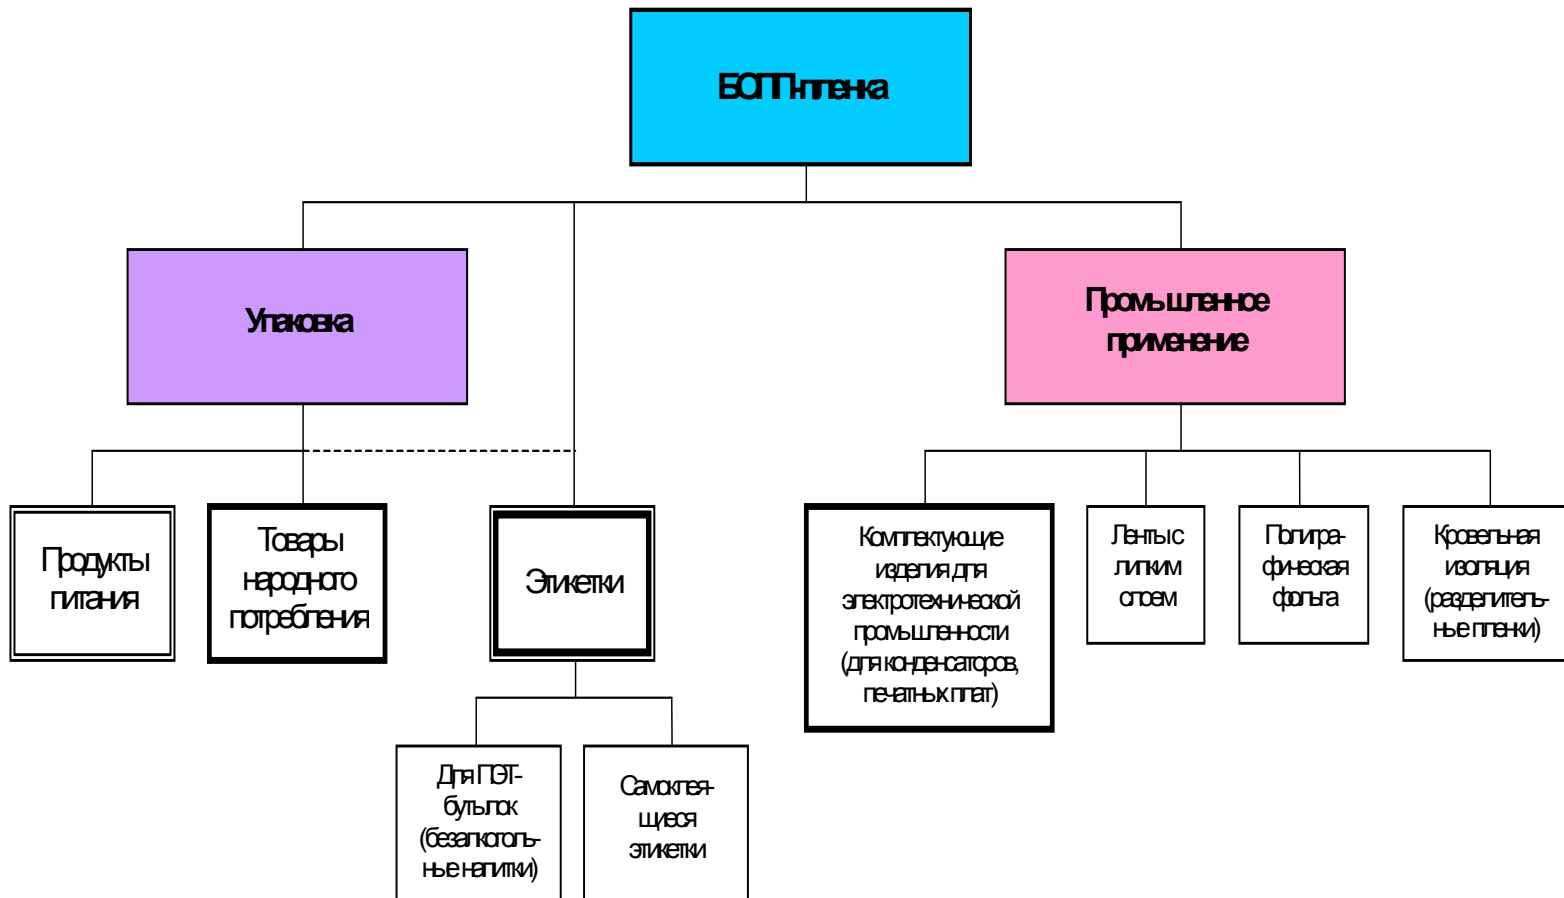 БОПП-пленка
Упаковка
Промышленное
применение
Продукты
питания
Товары
народного
потребления
Этикетки
Комплектующие
изделия для
электротехнической
промышленности
(для конденсаторов,
печатных плат)
Ленты с
липким
слоем
Полигра-
фическая
фольга
Кровельная
изоляция
(разделитель-
ные пленки)
Для ПЭТ-
бутылок
(безалкоголь-
ные напитки)
Самоклея-
щиеся
этикетки